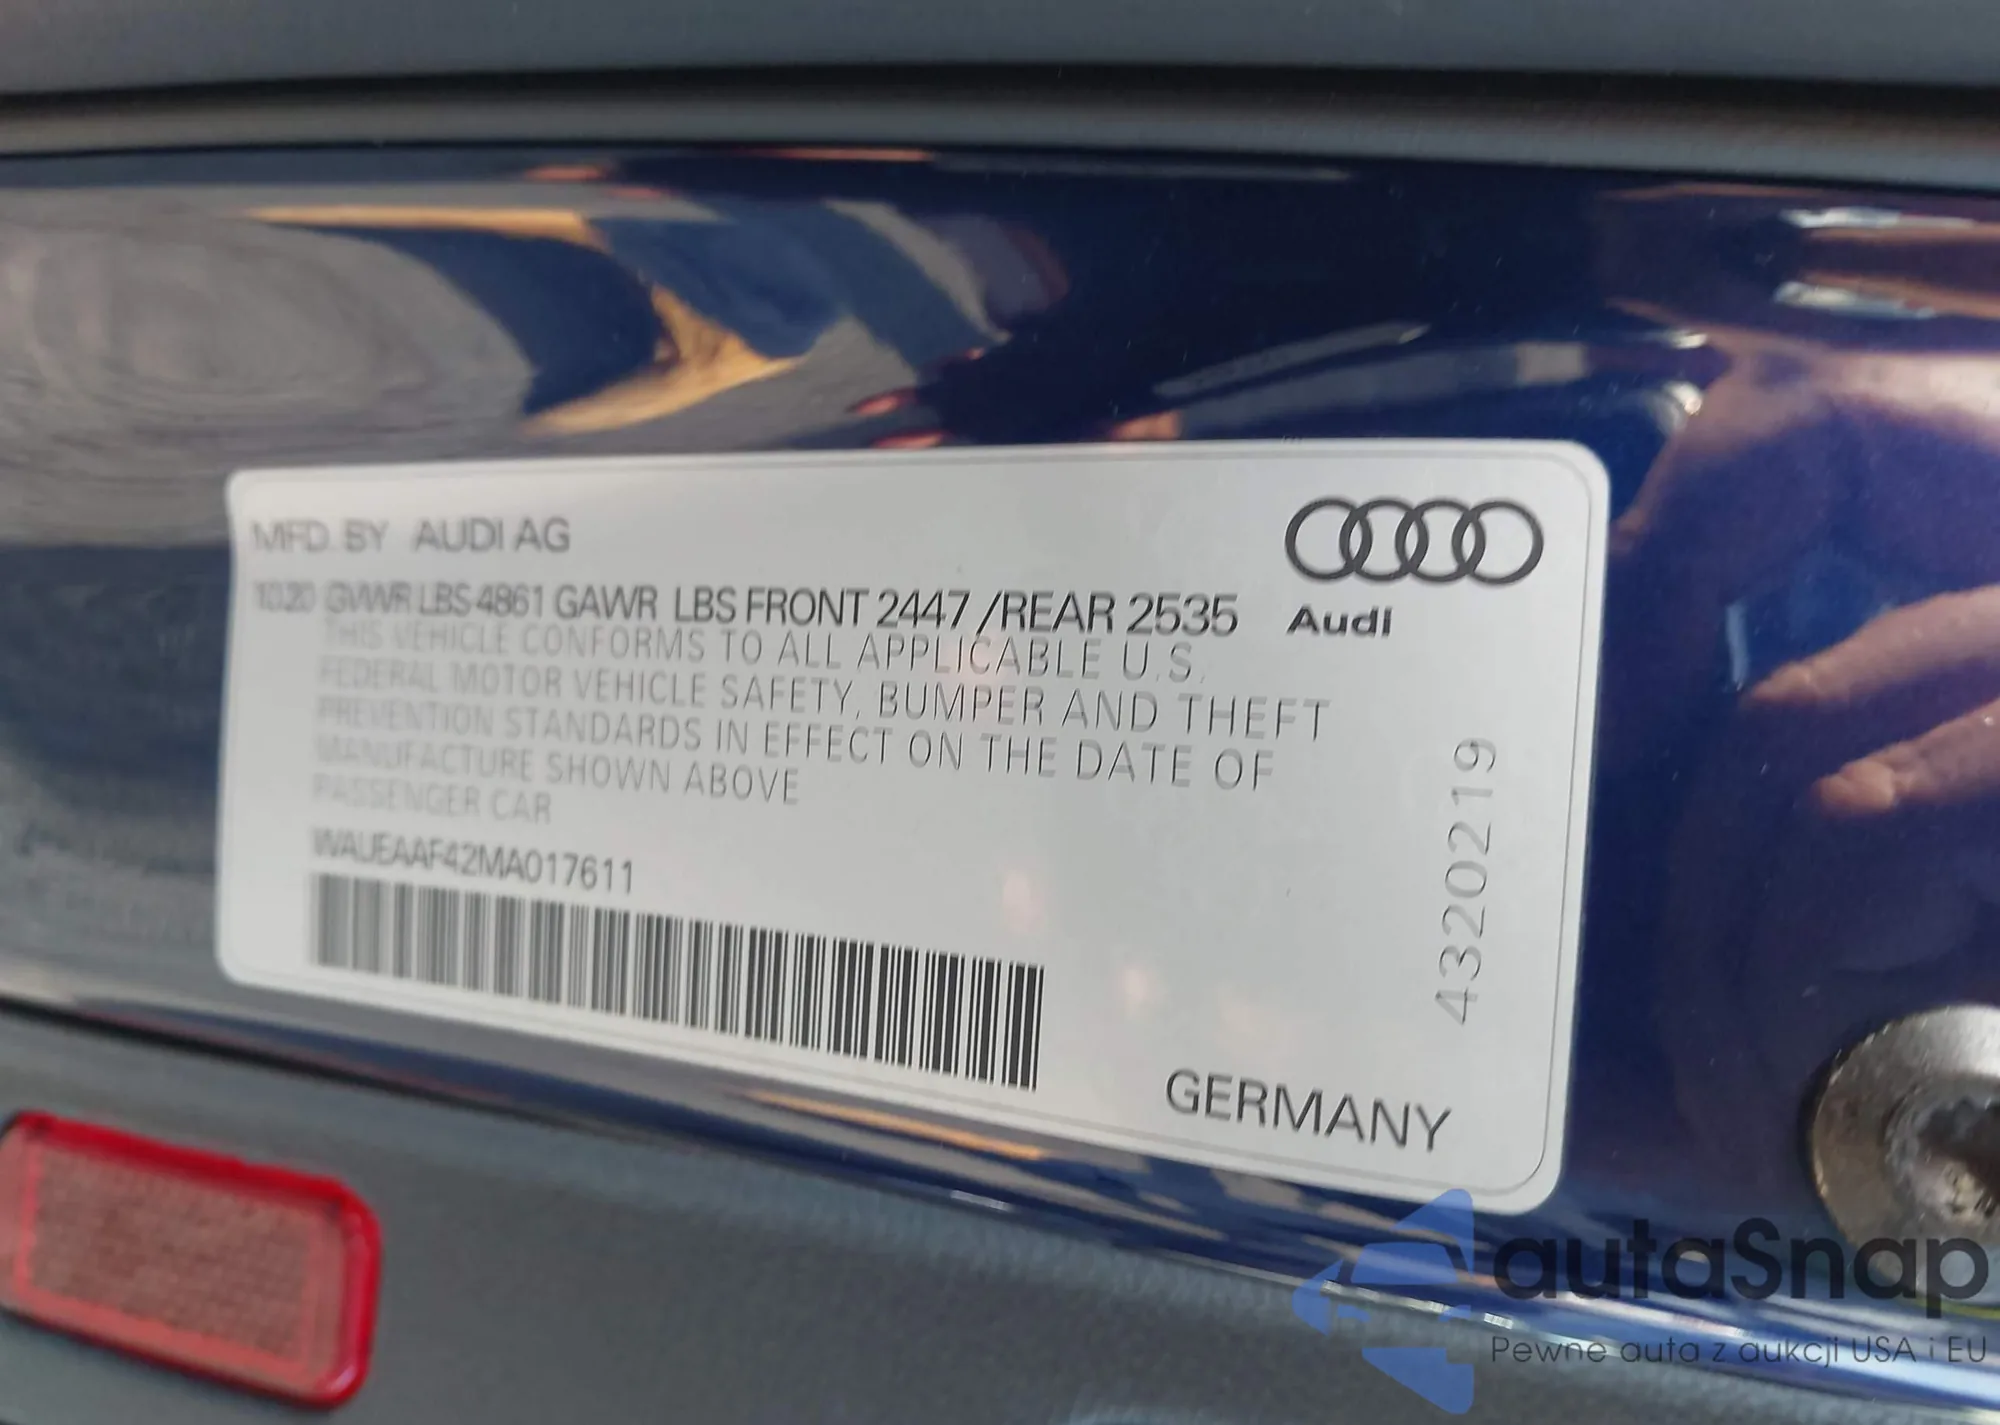 MFD. BY AUDI AG
10.20 GVWR LBS 4861 GAWR LBS FRONT 2447 /REAR 2535
Audi
THIS VEHICLE CONFORMS TO ALL APPLICABLE U.S.
FEDERAL MOTOR VEHICLE SAFETY, BUMPER AND THEFT
PREVENTION STANDARDS IN EFFECT ON THE DATE OF
MANUFACTURE SHOWN ABOVE
PASSENGER CAR
WAUEAAF42MA017611
4320219
GERMANY
autaSnap
Pewne auta z aukcji USA i EU